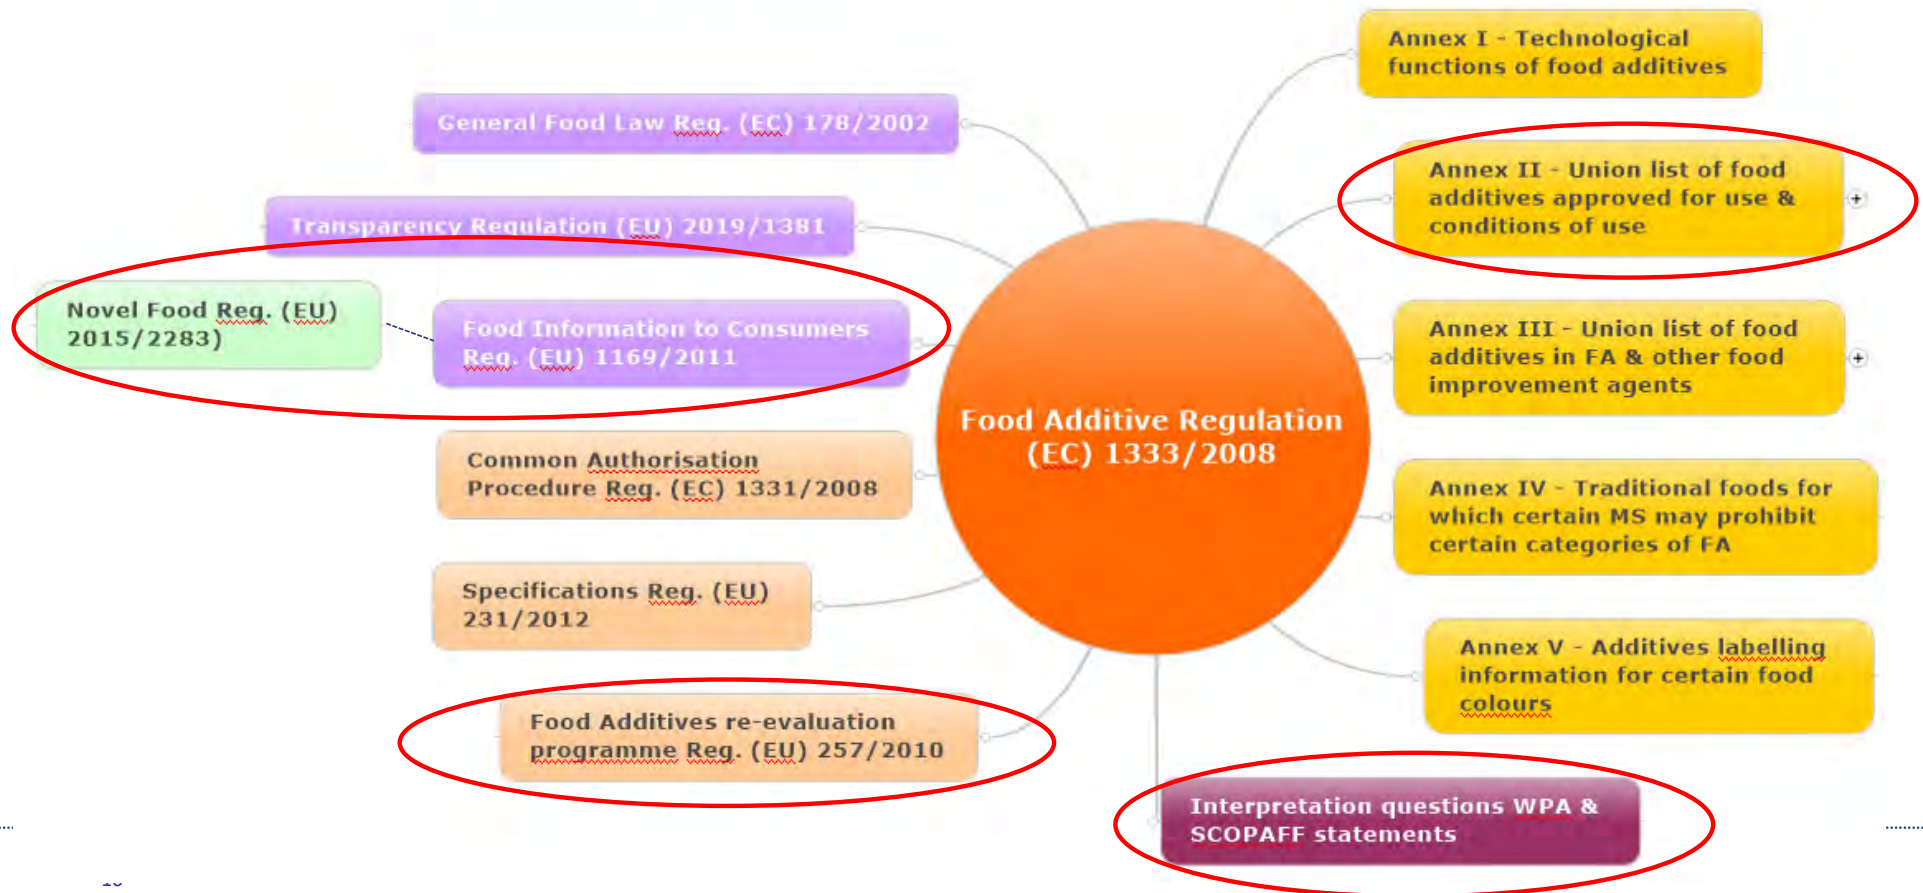 General Food Law Reg. (EC) 178/2002
Transparency Regulation (EU) 2019/1381
Novel Food Reg. (EU)
2015/2283)
Food Information to Consumers
Reg. (EU) 1169/2011
Common Authorisation
Procedure Reg. (EC) 1331/2008
Specifications Reg. (EU)
231/2012
Food Additives re-evaluation
programme Reg. (EU) 257/2010
Food Additive Regulation
(EC) 1333/2008
Annex I - Technological
functions of food additives
Annex II - Union list of food
additives approved for use &
conditions of use
Annex III - Union list of food
additives in FA & other food
improvement agents
Annex IV - Traditional foods for
which certain MS may prohibit
certain categories of FA
Annex V - Additives labelling
information for certain food
colours
Interpretation questions WPA &
SCOPAFF statements